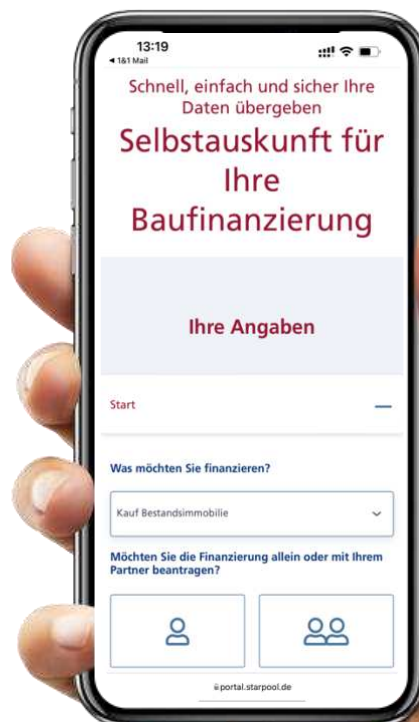 13:19
◀ 1&1 Mail
Schnell, einfach und sicher Ihre
Daten übergeben
Selbstauskunft für
Ihre
Baufinanzierung
Ihre Angaben
Start
Was möchten Sie finanzieren?
Kauf Bestandsimmobilie
Möchten Sie die Finanzierung allein oder mit Ihrem
Partner beantragen?
portal.starpool.de